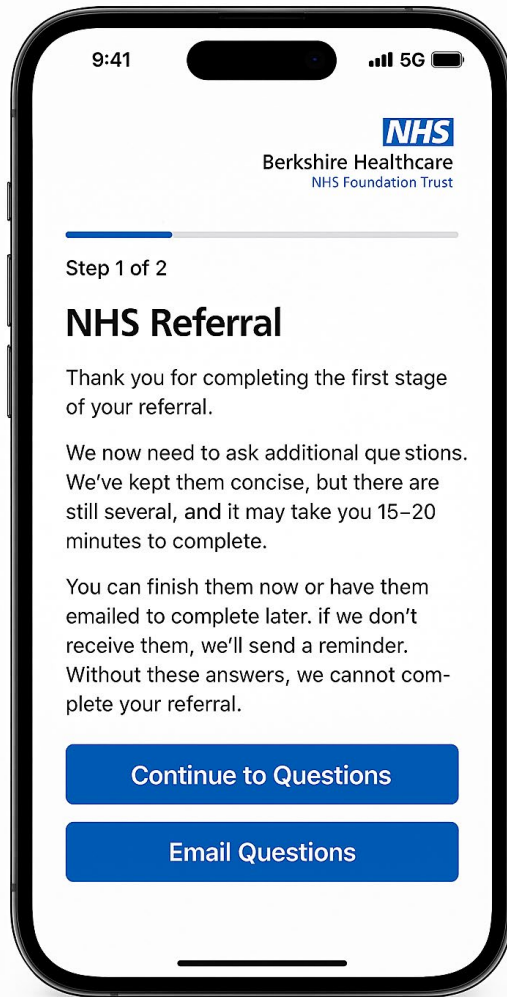 9:41 5G
NHS
Berkshire Healthcare
NHS Foundation Trust
Step 1 of 2
NHS Referral
Thank you for completing the first stage
of your referral.
We now need to ask additional que stions.
We've kept them concise, but there are
still several, and it may take you 15–20
minutes to complete.
You can finish them now or have them
emailed to complete later. if we don't
receive them, we'll send a reminder.
Without these answers, we cannot com-
plete your referral.
Continue to Questions
Email Questions